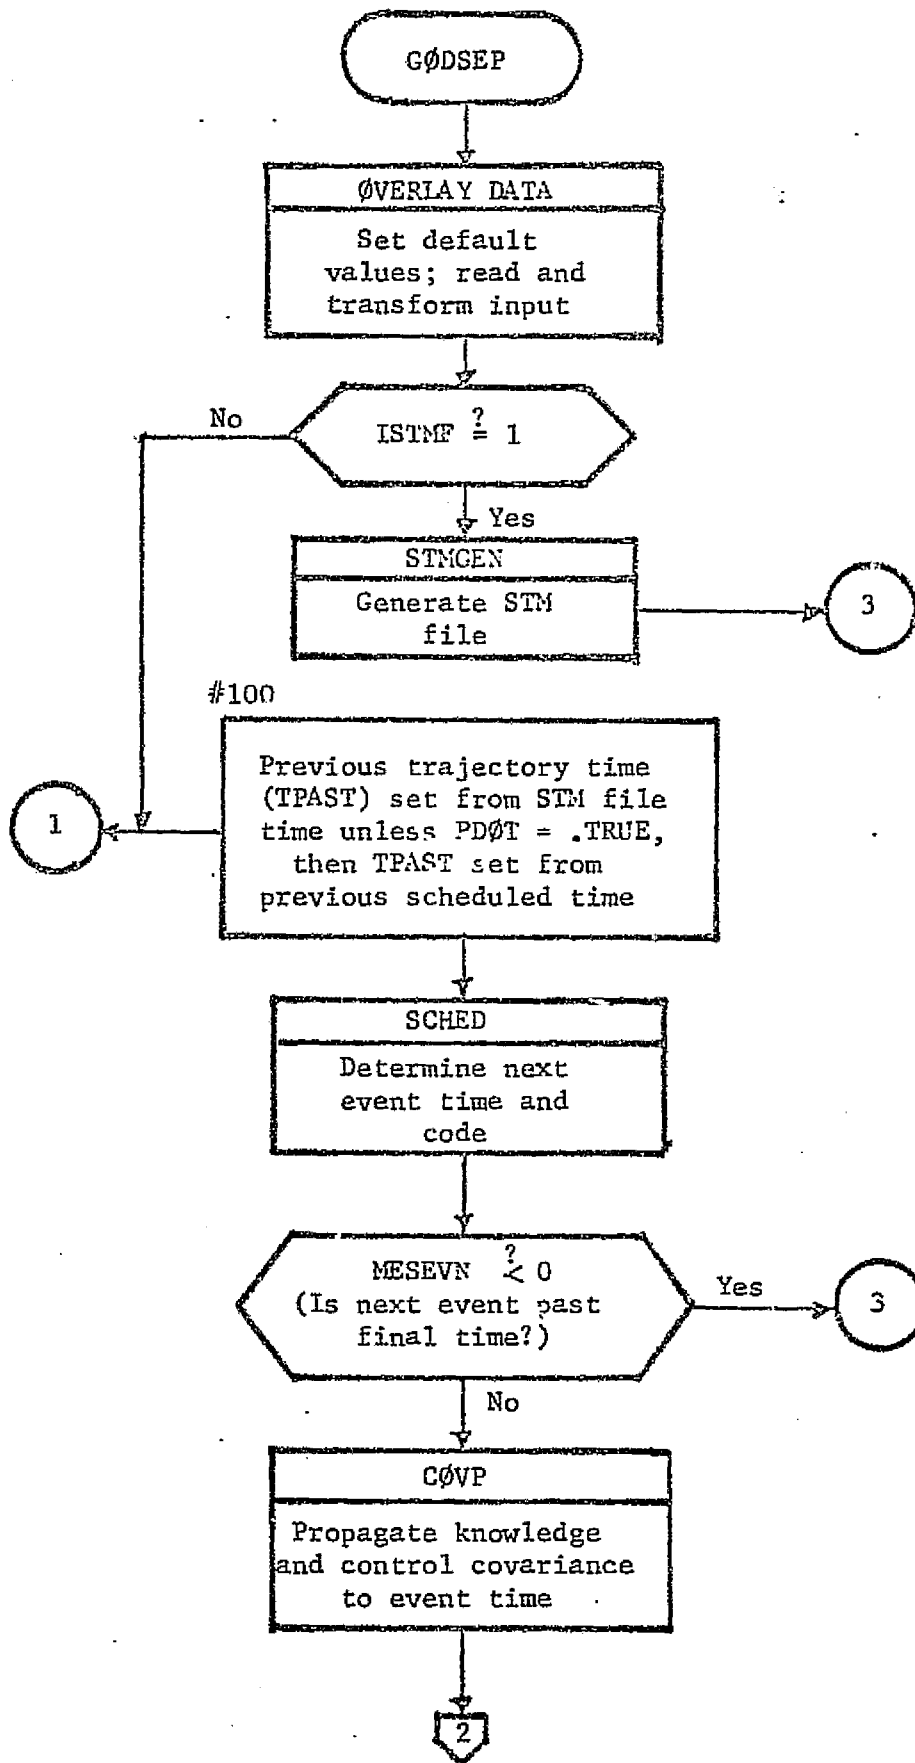 GØDSEP
ØVERLAY DATA
Set default
values; read and
transform input
No
ISTMF ? = 1
Yes
STMGEN
Generate STM
file
3
#100
Previous trajectory time
(TPAST) set from STM file
time unless PDØT = .TRUE,
then TPAST set from
previous scheduled time
1
SCHED
Determine next
event time and
code
MESEVN ? < 0
(Is next event past
final time?)
Yes
3
No
CØVP
Propagate knowledge
and control covariance
to event time
2